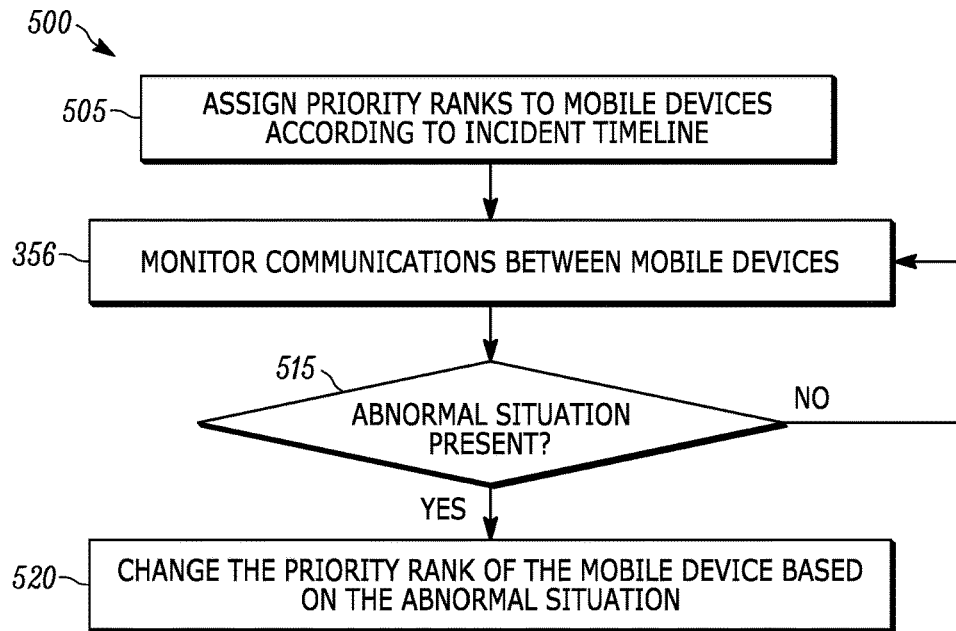 500
505
ASSIGN PRIORITY RANKS TO MOBILE DEVICES
ACCORDING TO INCIDENT TIMELINE
356
MONITOR COMMUNICATIONS BETWEEN MOBILE DEVICES
515
ABNORMAL SITUATION
PRESENT?
NO
YES
520
CHANGE THE PRIORITY RANK OF THE MOBILE DEVICE BASED
ON THE ABNORMAL SITUATION